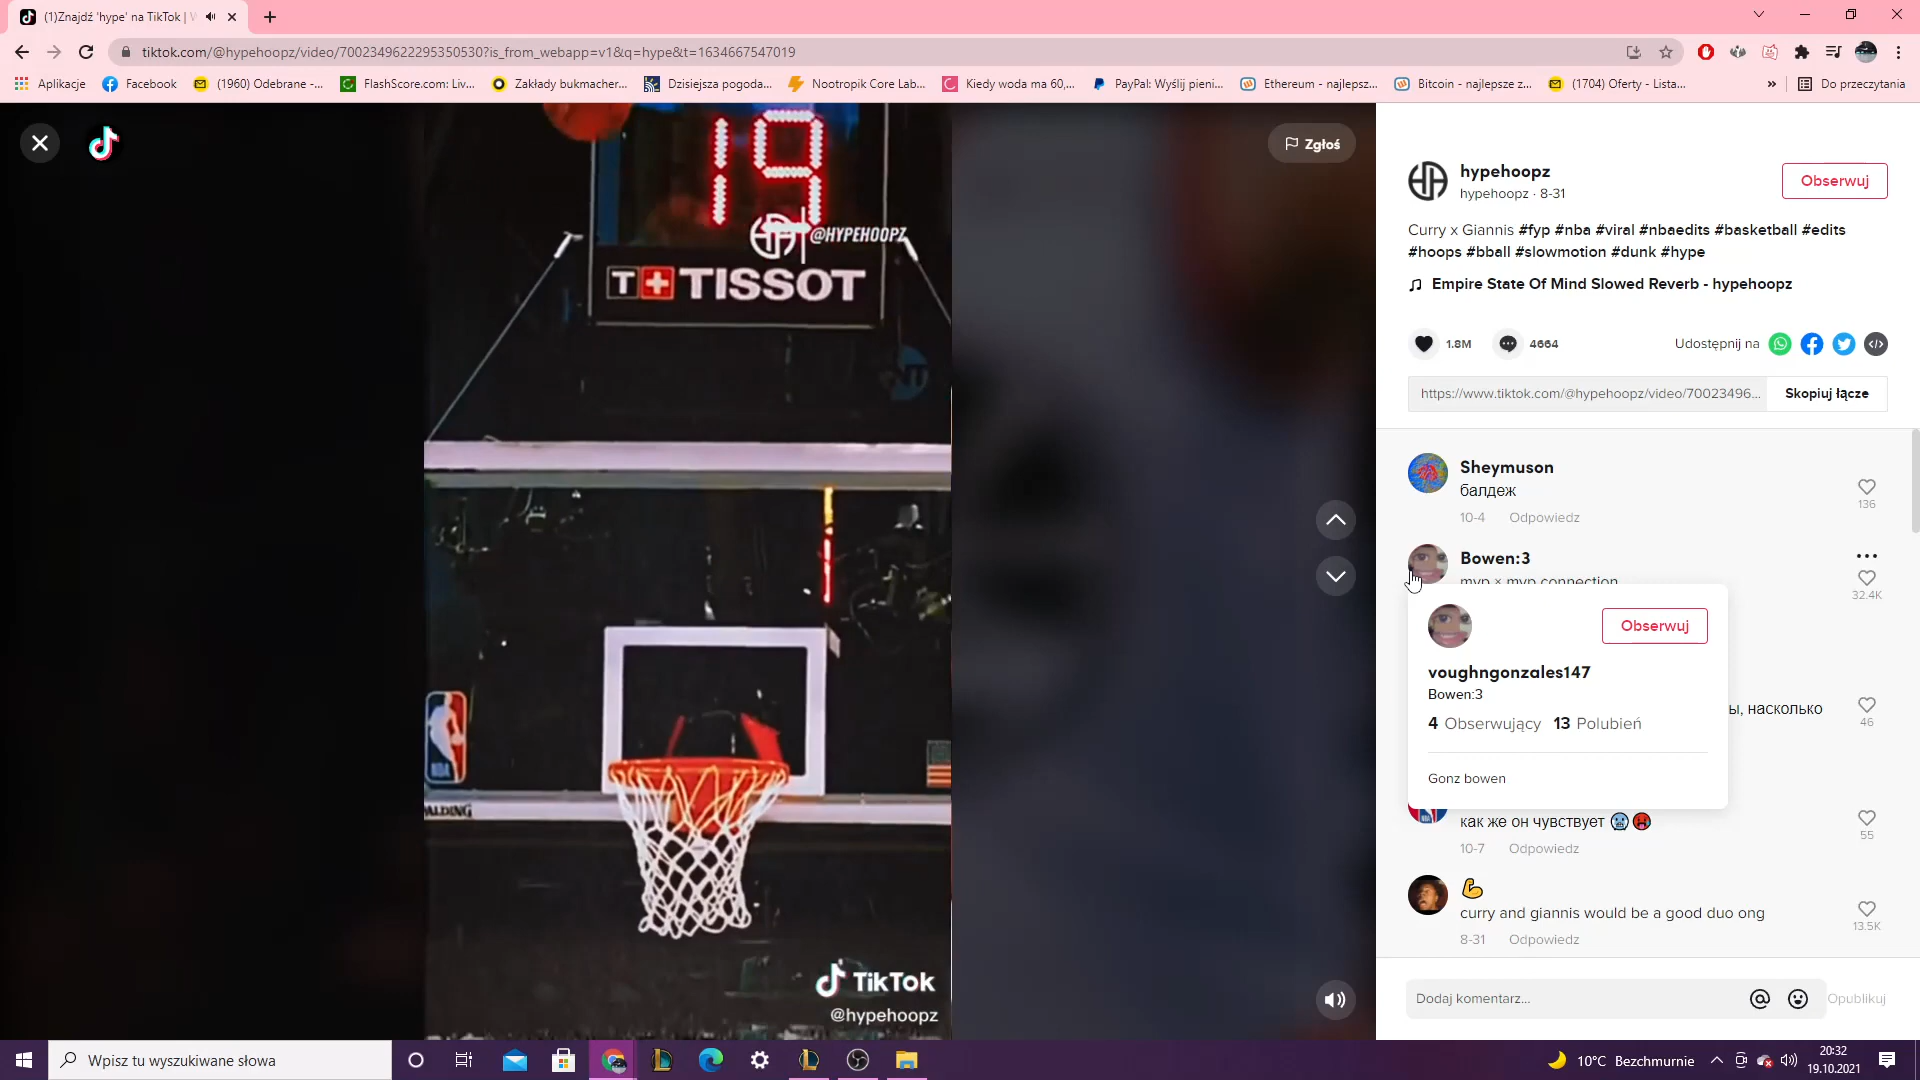 (1)Znajdź 'hype' na TikTok |
tiktok.com/@hypehoopz/video/7002349622295350530?is_from_webapp=v1&q=hype&t=1634667547019
Aplikacje
Facebook
(1960) Odebrane -...
FlashScore.com: Liv...
Zakłady bukmacher...
Dzisiejsza pogoda...
Nootropik Core Lab...
Kiedy woda ma 60,...
PayPal: Wyślij pieni...
Ethereum - najlepsz...
Bitcoin - najlepsze z...
(1704) Oferty - Lista...
»
Do przeczytania
19
@HYPEHOOPZ
T+TISSOT
NBA
TikTok
@hypehoopz
Zgłoś
hypehoopz
hypehoopz · 8-31
Obserwuj
Curry x Giannis #fyp #nba #viral #nbaedits #basketball #edits
#hoops #bball #slowmotion #dunk #hype
Empire State Of Mind Slowed Reverb - hypehoopz
1.8M
4664
Udostępnij na
https://www.tiktok.com/@hypehoopz/video/70023496...
Skopiuj łącze
Sheymuson
балдеж
136
10-4 Odpowiedz
Bowen:3
mvp × mvp connection
32.4K
Obserwuj
voughngonzales147
Bowen:3
4 Obserwujący 13 Polubień
Gonz bowen
ы, насколько
46
как же он чувствует 🥶🥵
55
10-7 Odpowiedz
💪
curry and giannis would be a good duo ong
13.5K
8-31 Odpowiedz
Dodaj komentarz...
Opublikuj
Wpisz tu wyszukiwane słowa
10°C Bezchmurnie
20:32
19.10.2021